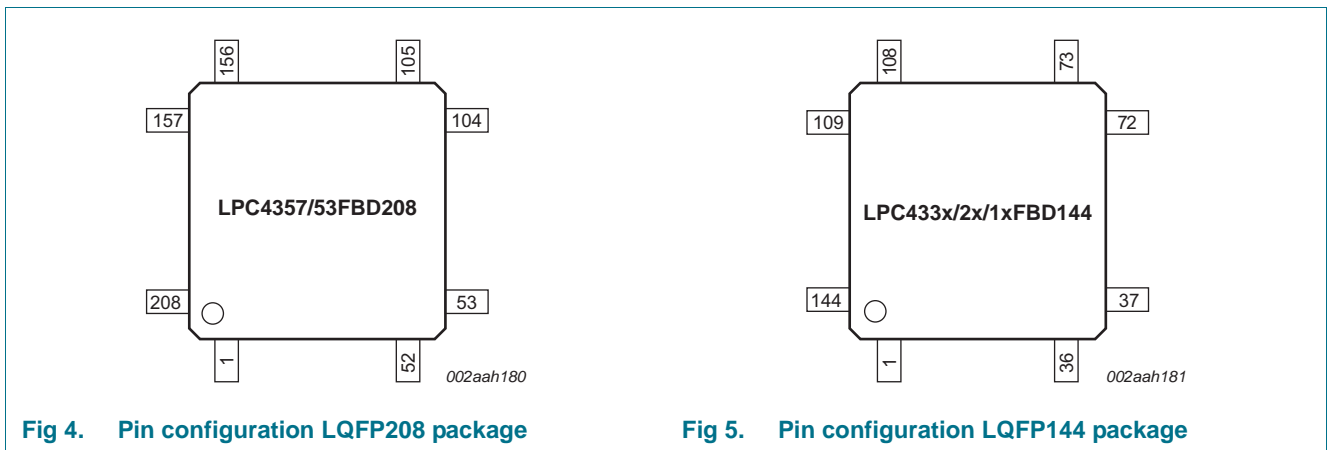 156
105
157
104
LPC4357/53FBD208
208
53
1
52
002aah180
Fig 4. Pin configuration LQFP208 package
108
73
109
72
LPC433x/2x/1xFBD144
144
37
1
36
002aah181
Fig 5. Pin configuration LQFP144 package